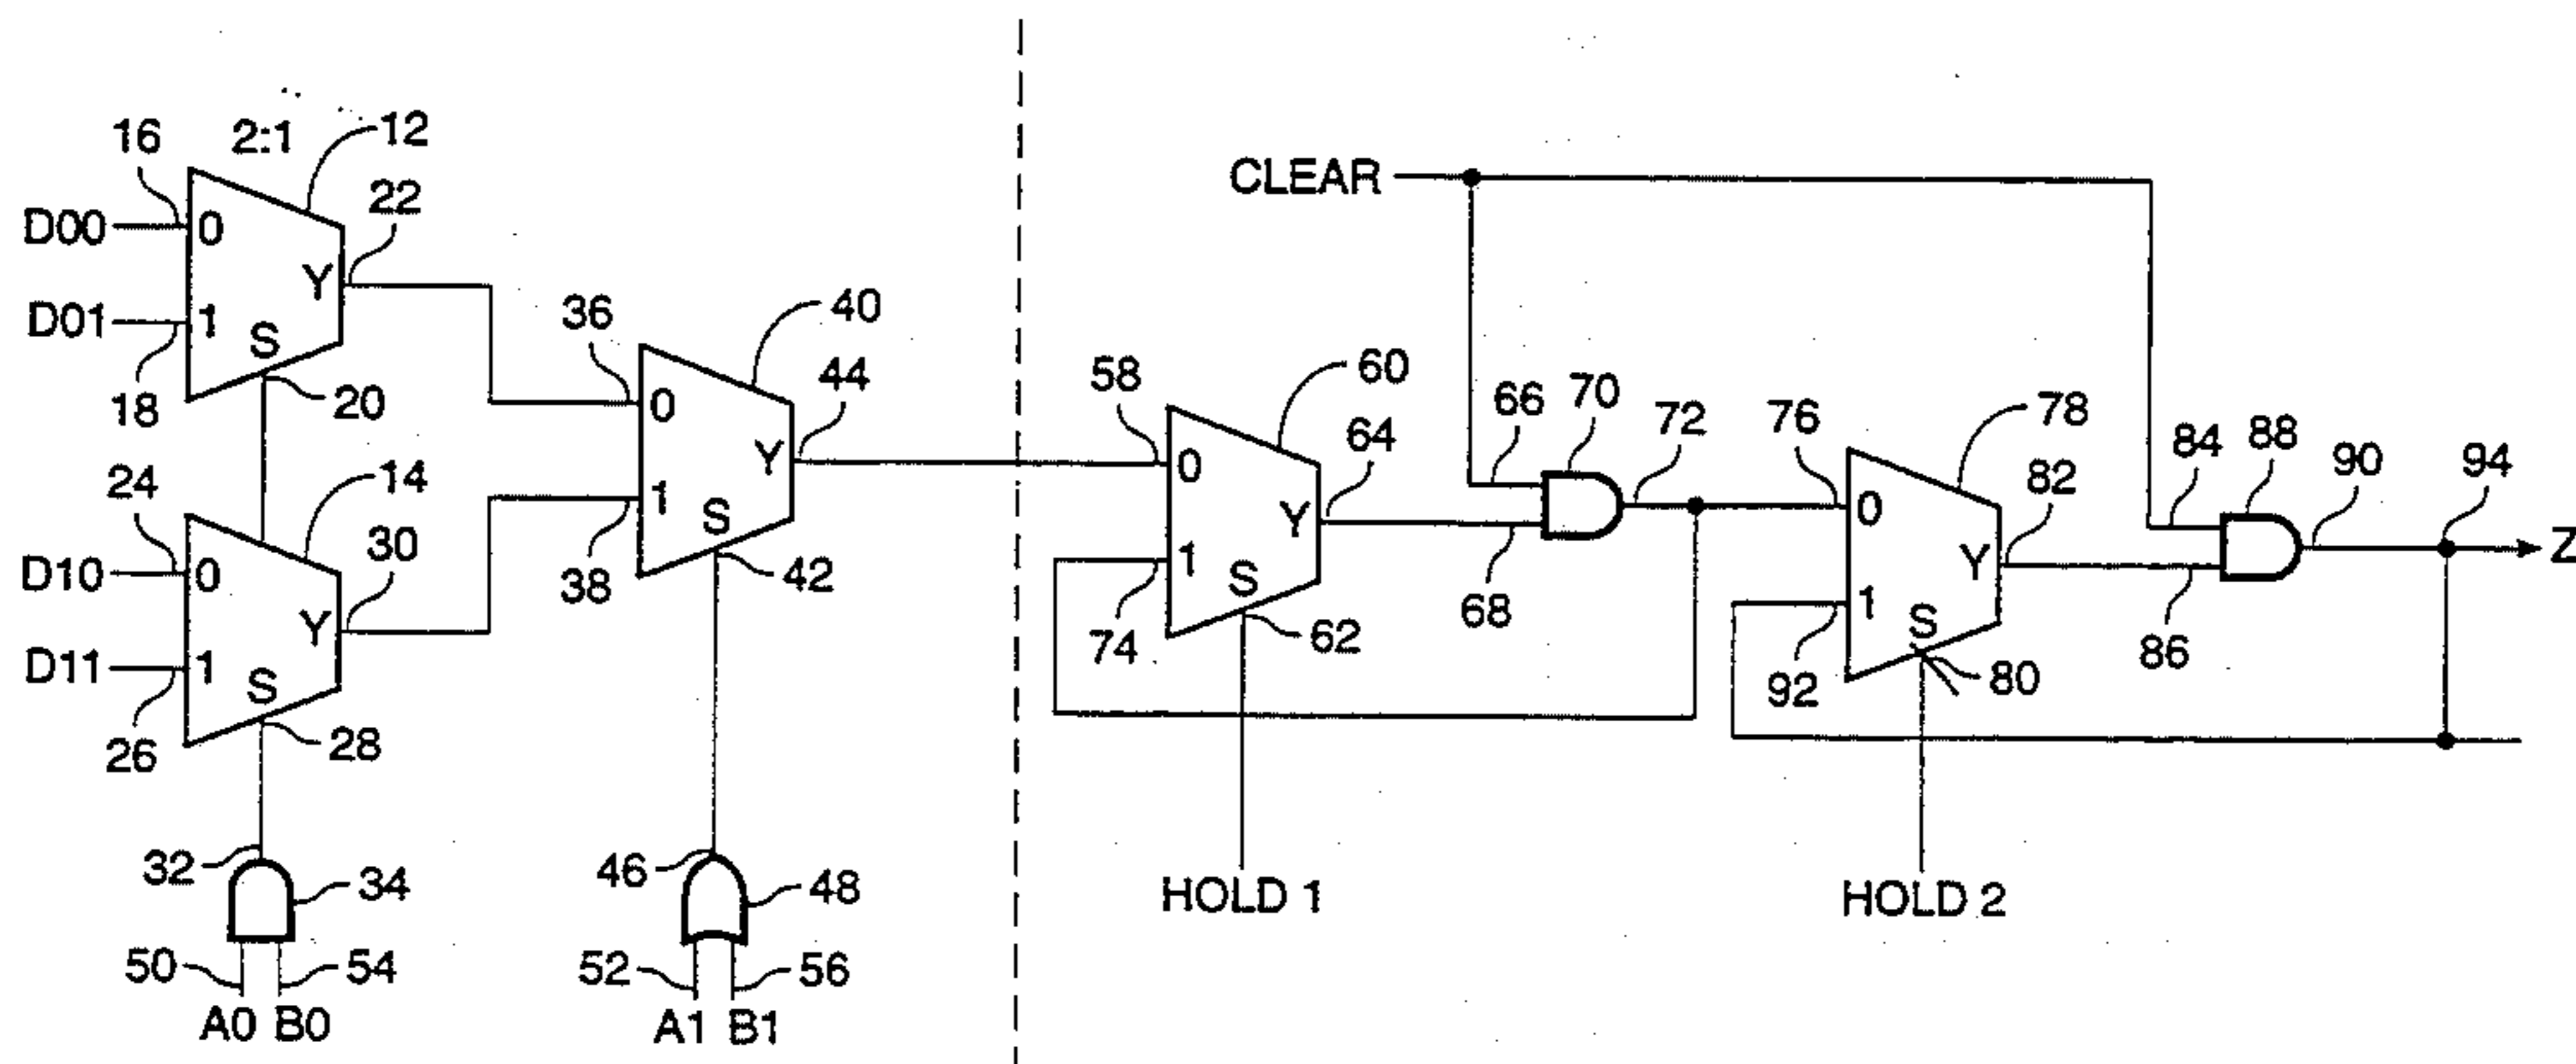 16 2:1 12
22
D00 0
Y
D01 1
S
18 20
24 14
D10 0
30
Y
D11 1
S
26 28
32 34
50 54
A0 B0
36 40
0 44
Y
1
S
38 42
46 48
52 56
A1 B1
CLEAR
58 60
0 64
Y
1
S
74 62
HOLD 1
66 70 72
68
76 78
0 82
Y
1
S
92 80
HOLD 2
84 88 90 94
Z
86